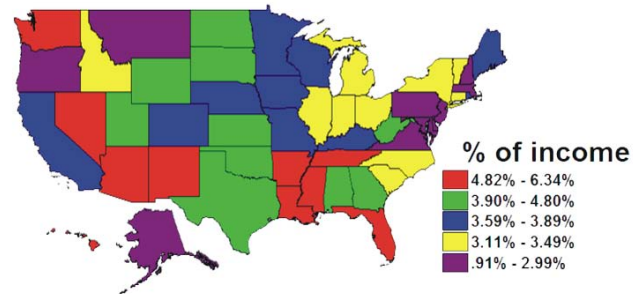 % of income
4.82% - 6.34%
3.90% - 4.80%
3.59% - 3.89%
3.11% - 3.49%
.91% - 2.99%